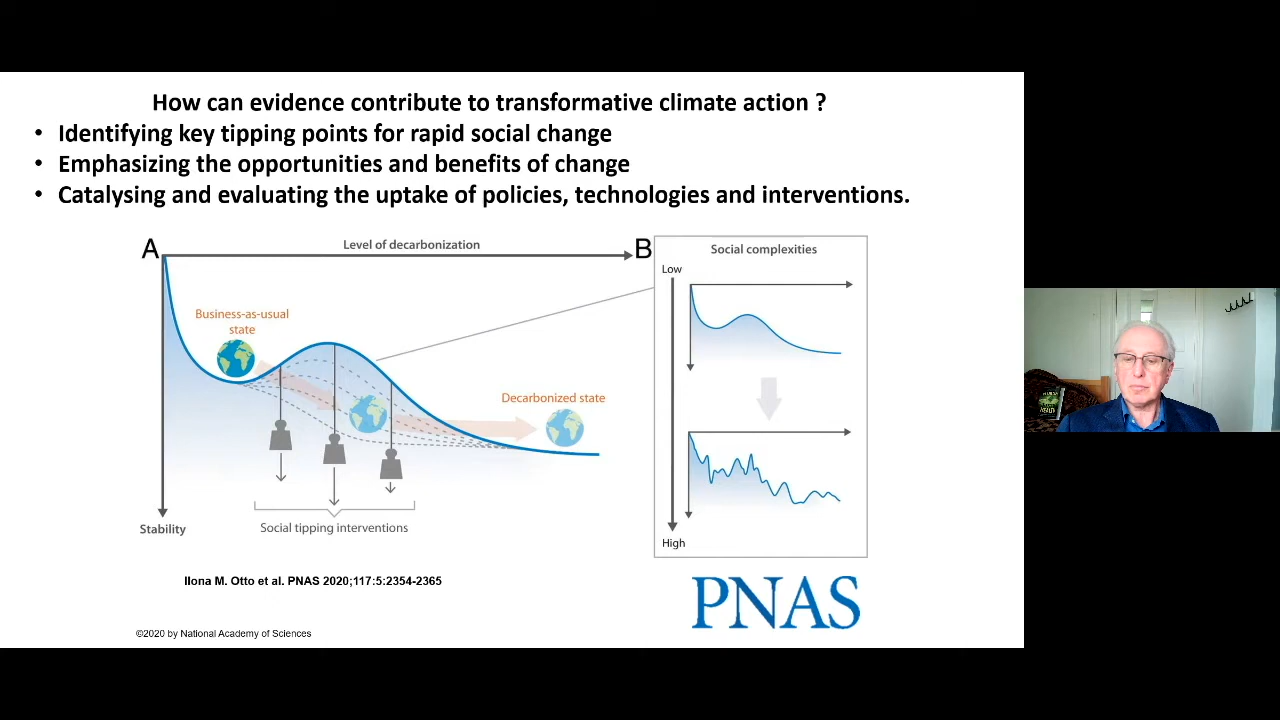 How can evidence contribute to transformative climate action ?
• Identifying key tipping points for rapid social change
• Emphasizing the opportunities and benefits of change
• Catalysing and evaluating the uptake of policies, technologies and interventions.
A
Level of decarbonization
Business-as-usual
state
Decarbonized state
Stability
Social tipping interventions
B
Social complexities
Low
High
Ilona M. Otto et al. PNAS 2020;117:5:2354-2365
PNAS
©2020 by National Academy of Sciences